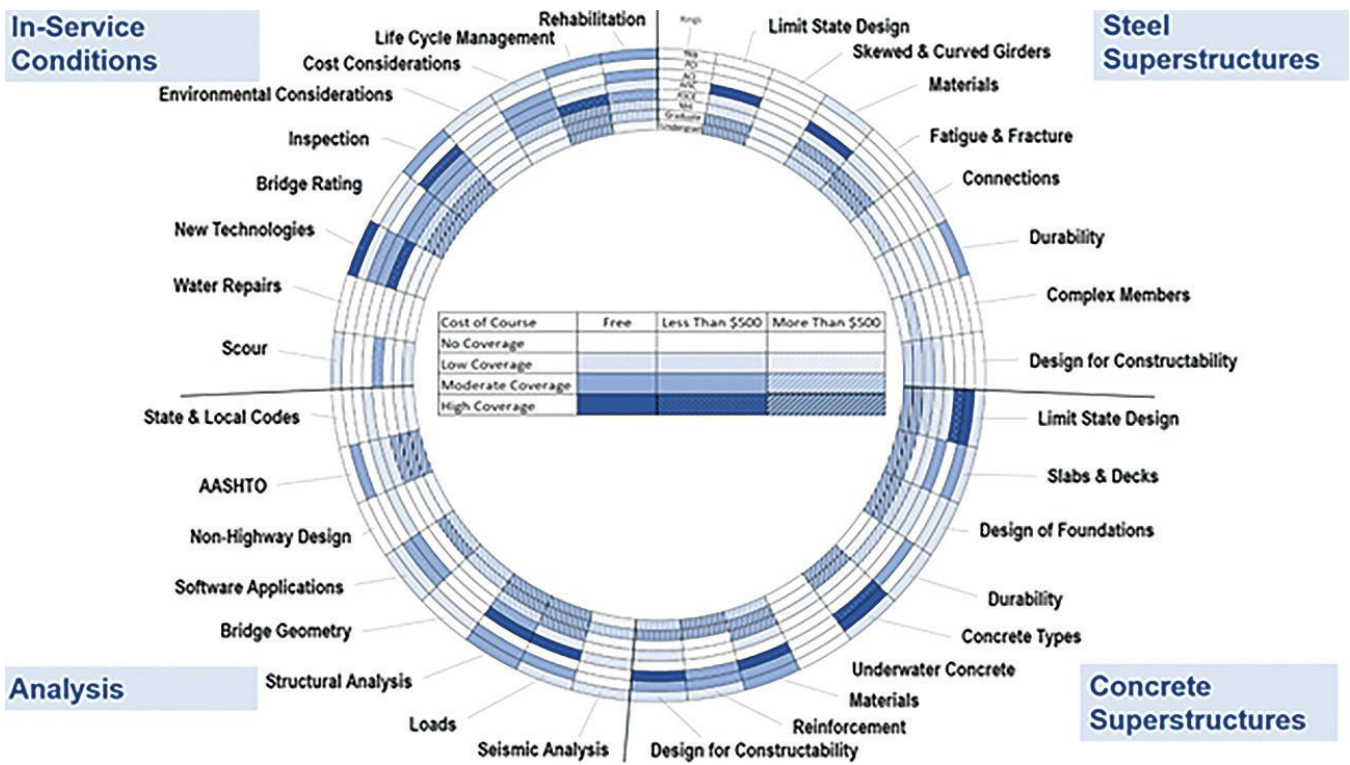 In-Service
Conditions
Rehabilitation
Life Cycle Management
Cost Considerations
Environmental Considerations
Inspection
Bridge Rating
New Technologies
Water Repairs
Scour
Rings
Limit State Design
Skewed & Curved Girders
Materials
Fatigue & Fracture
Connections
Durability
Complex Members
Design for Constructability
Steel
Superstructures
Graduate
Cost of Course
Free
Less Than $500
More Than $500
No Coverage
Low Coverage
Moderate Coverage
High Coverage
State & Local Codes
AASHTO
Non-Highway Design
Software Applications
Bridge Geometry
Structural Analysis
Loads
Seismic Analysis
Analysis
Limit State Design
Slabs & Decks
Design of Foundations
Durability
Concrete Types
Underwater Concrete
Materials
Reinforcement
Design for Constructability
Concrete
Superstructures